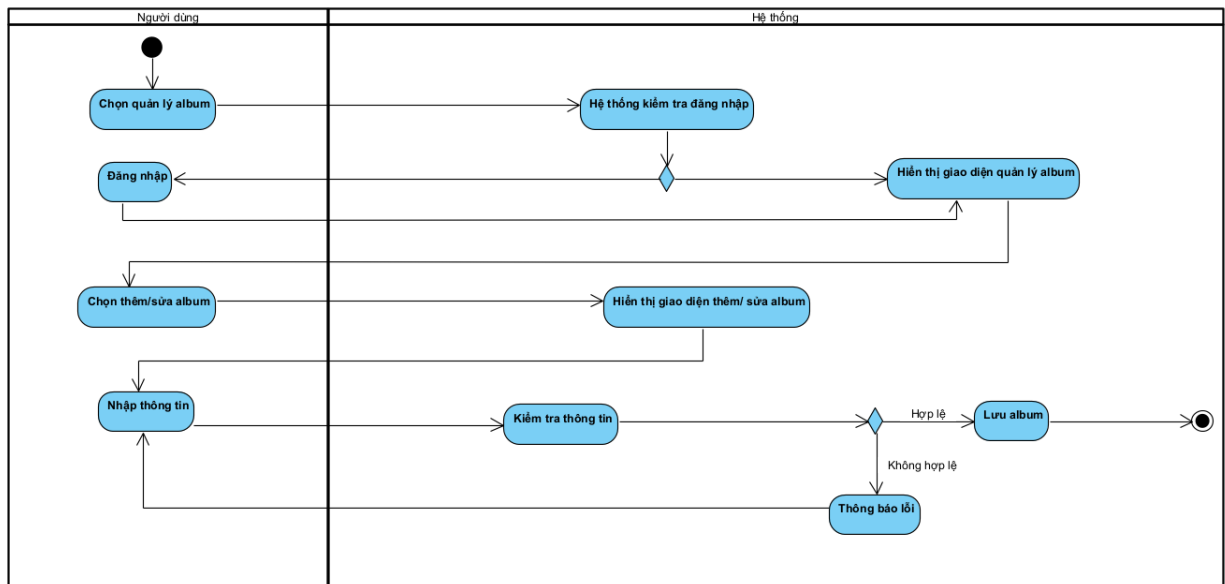 Người dùng
Hệ thống
Chọn quản lý album
Hệ thống kiểm tra đăng nhập
Đăng nhập
Hiển thị giao diện quản lý album
Chọn thêm/sửa album
Hiển thị giao diện thêm/ sửa album
Nhập thông tin
Kiểm tra thông tin
Hợp lệ
Lưu album
Không hợp lệ
Thông báo lỗi